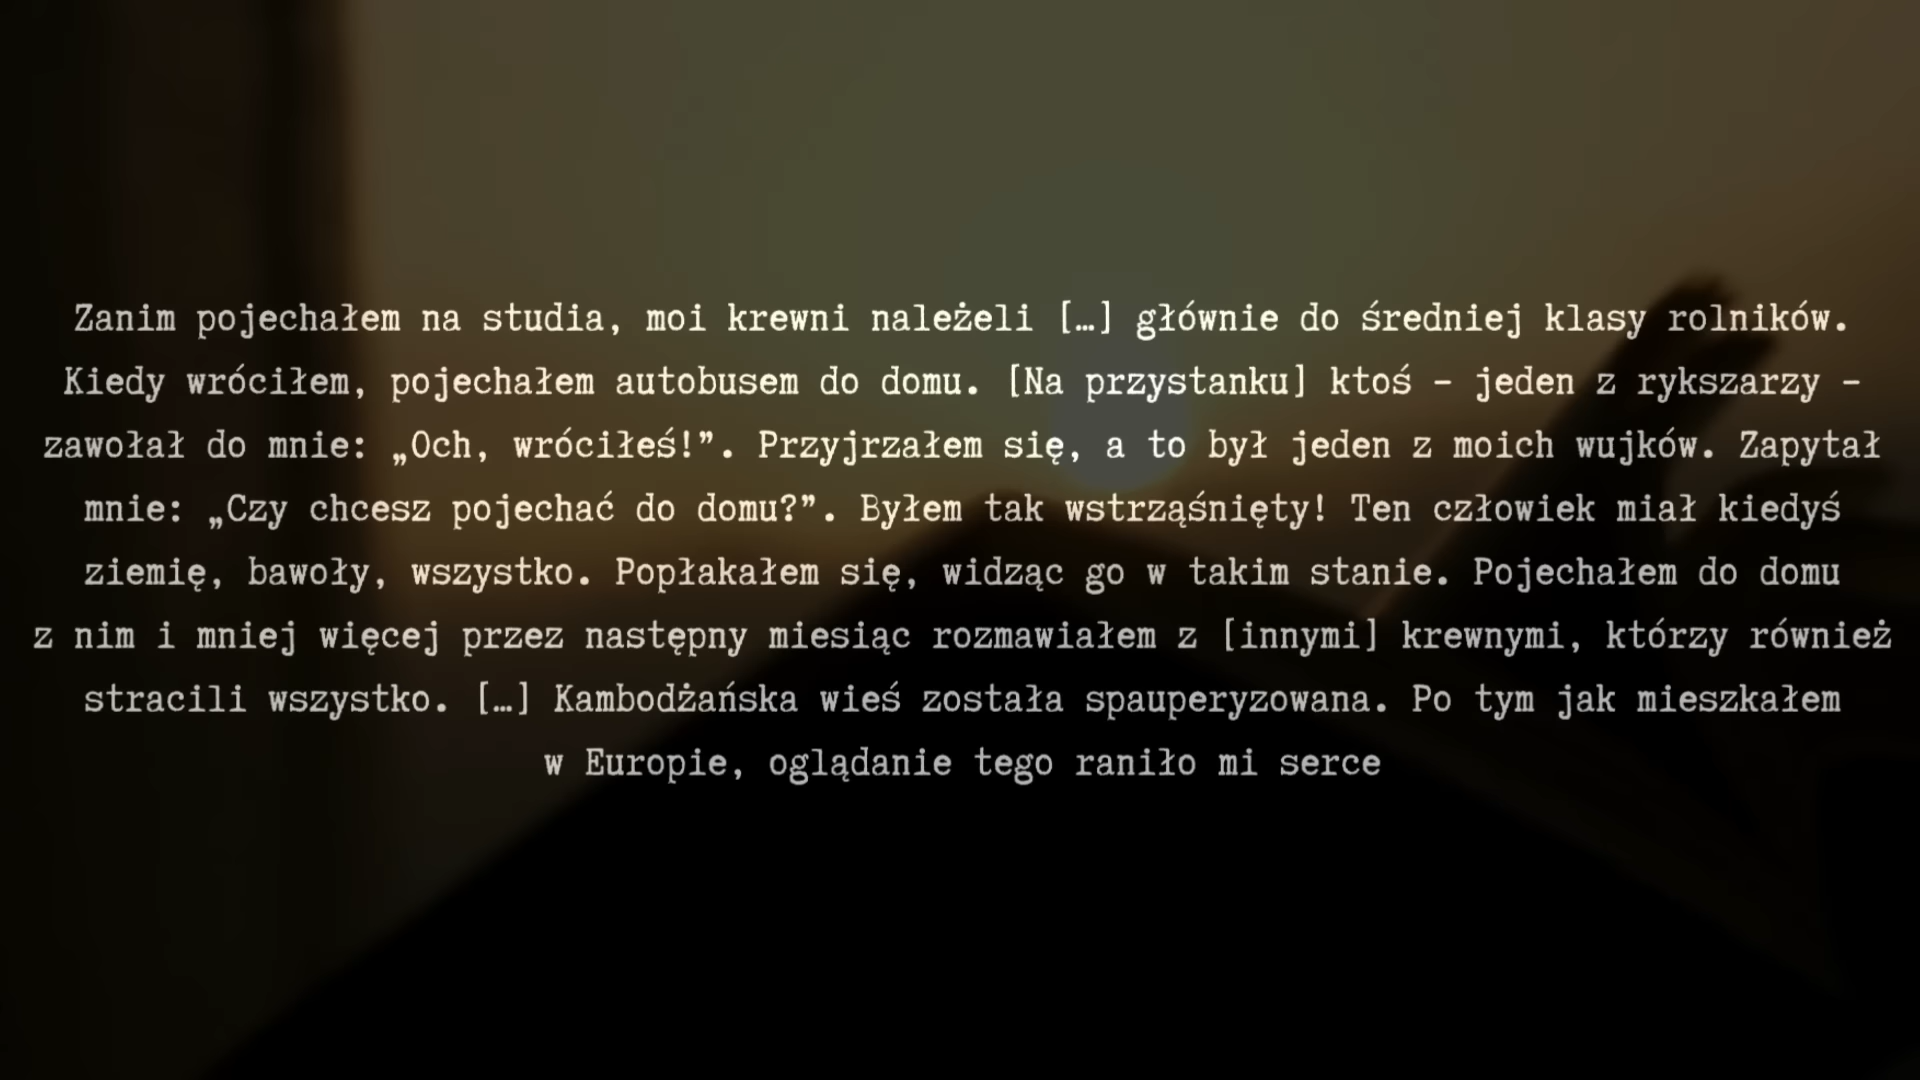 Zanim pojechałem na studia, moi krewni należeli […] głównie do średniej klasy rolników.
Kiedy wróciłem, pojechałem autobusem do domu. [Na przystanku] ktoś – jeden z rykszarzy –
zawołał do mnie: „Och, wróciłeś!”. Przyjrzałem się, a to był jeden z moich wujków. Zapytał
mnie: „Czy chcesz pojechać do domu?”. Byłem tak wstrząśnięty! Ten człowiek miał kiedyś
ziemię, bawoły, wszystko. Popłakałem się, widząc go w takim stanie. Pojechałem do domu
z nim i mniej więcej przez następny miesiąc rozmawiałem z [innymi] krewnymi, którzy również
stracili wszystko. […] Kambodżańska wieś została spauperyzowana. Po tym jak mieszkałem
w Europie, oglądanie tego raniło mi serce